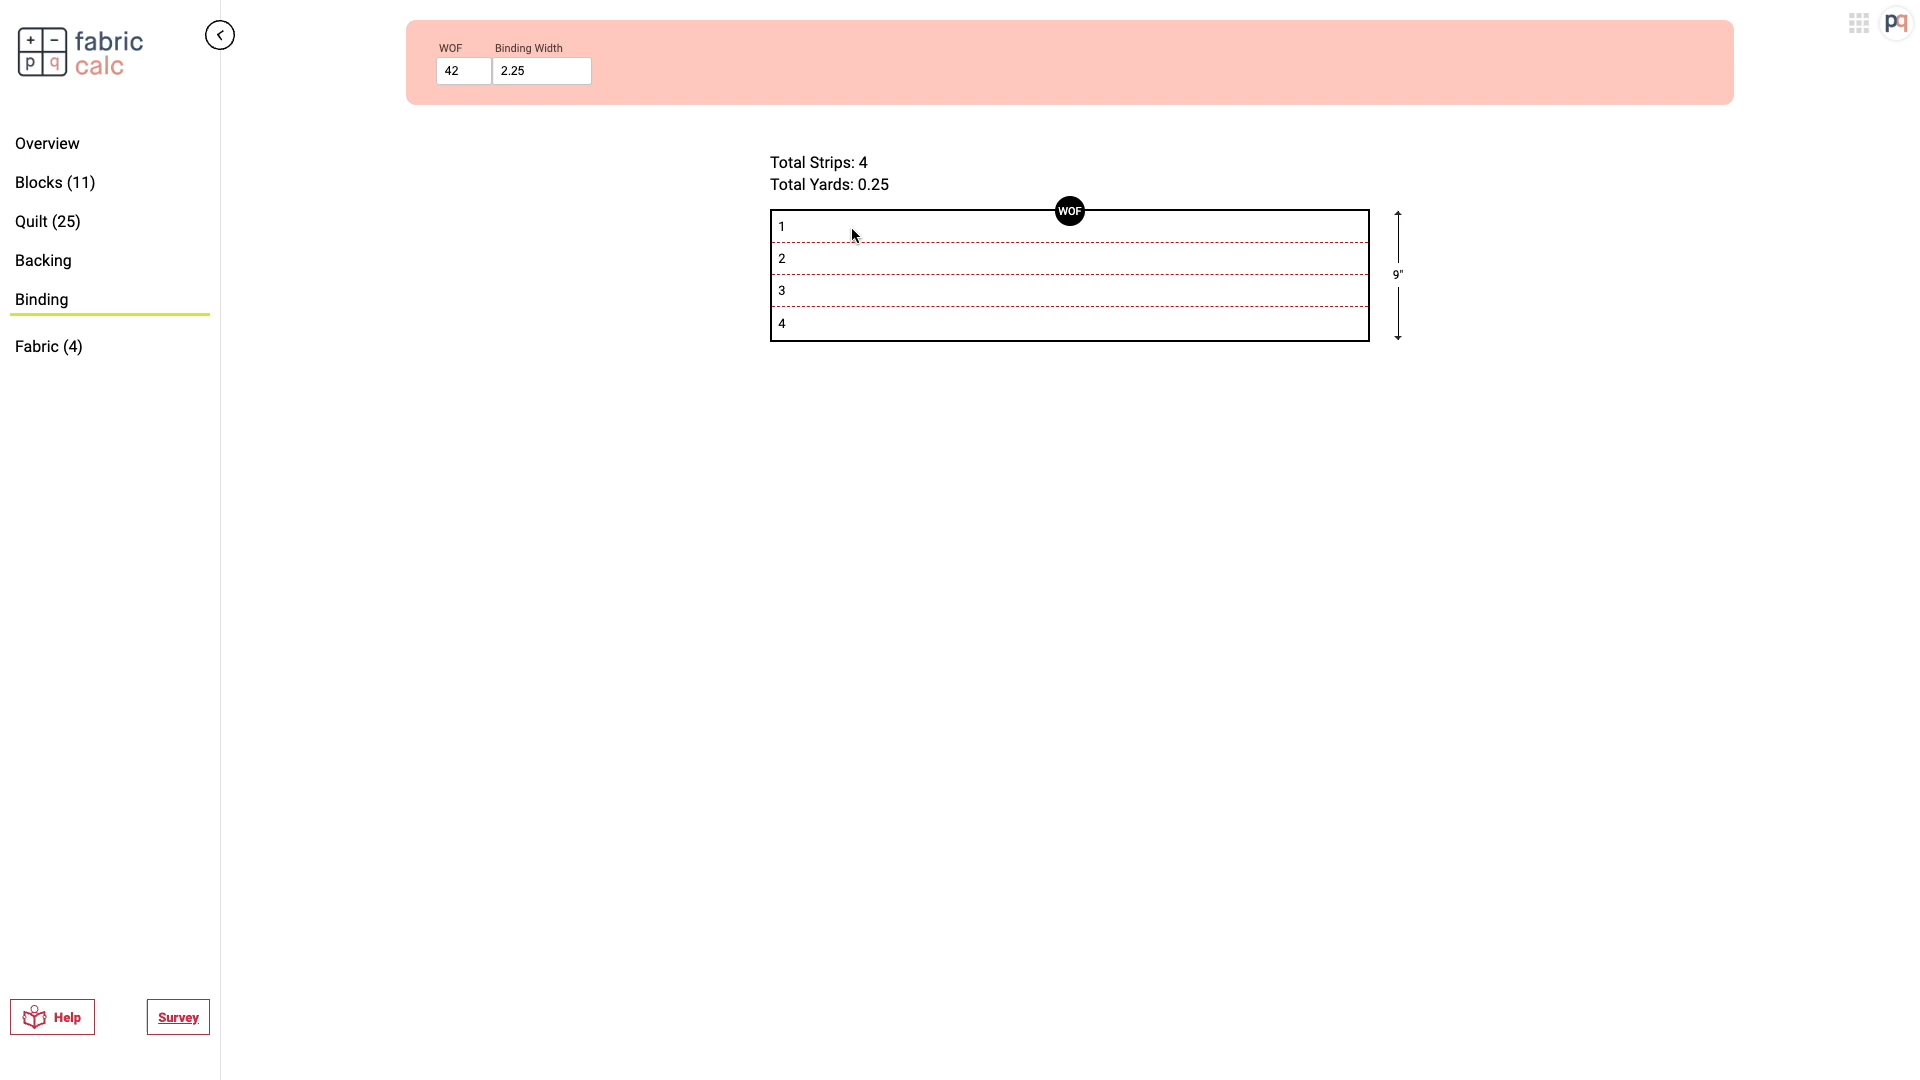 + − fabric
p q calc
WOF Binding Width
42 2.25
pq
Overview
Blocks (11)
Quilt (25)
Backing
Binding
Fabric (4)
Total Strips: 4
Total Yards: 0.25
WOF
1
2
3
4
9"
Help
Survey